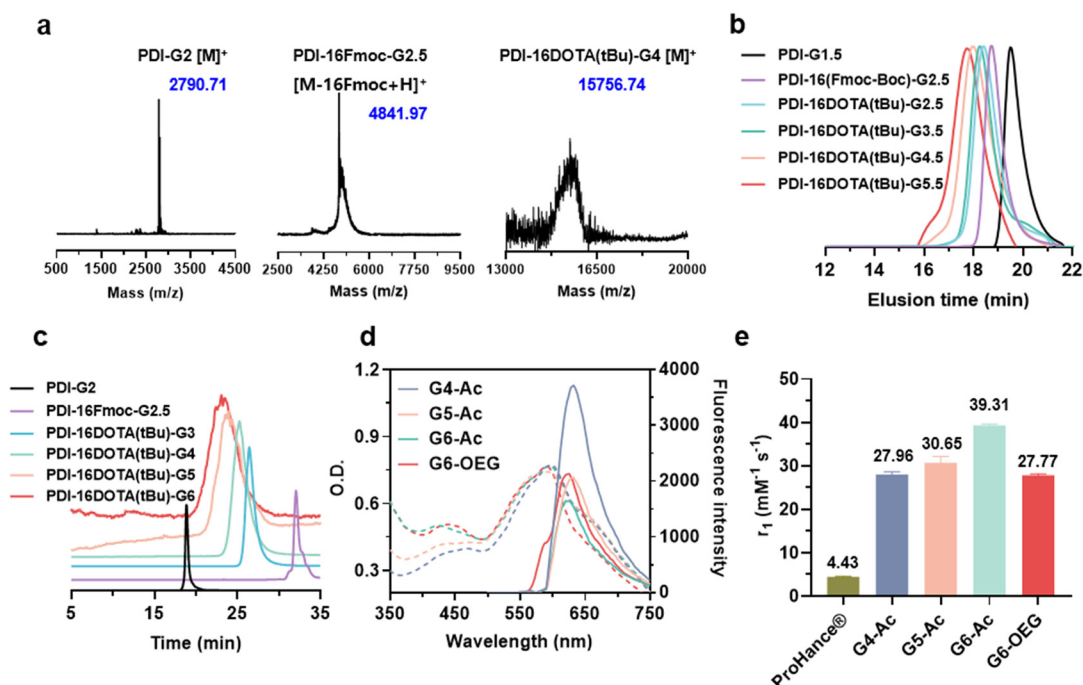 a
PDI-G2 [M]⁺
2790.71
PDI-16Fmoc-G2.5
[M-16Fmoc+H]⁺
4841.97
PDI-16DOTA(tBu)-G4 [M]⁺
15756.74
500 1500 2500 3500 4500
Mass (m/z)
2500 4250 6000 7750 9500
Mass (m/z)
13000 16500 20000
Mass (m/z)
b
PDI-G1.5
PDI-16(Fmoc-Boc)-G2.5
PDI-16DOTA(tBu)-G2.5
PDI-16DOTA(tBu)-G3.5
PDI-16DOTA(tBu)-G4.5
PDI-16DOTA(tBu)-G5.5
12 14 16 18 20 22
Elusion time (min)
c
PDI-G2
PDI-16Fmoc-G2.5
PDI-16DOTA(tBu)-G3
PDI-16DOTA(tBu)-G4
PDI-16DOTA(tBu)-G5
PDI-16DOTA(tBu)-G6
5 15 25 35
Time (min)
d
G4-Ac
G5-Ac
G6-Ac
G6-OEG
1.2
0.9
0.6
0.3
O.D.
4000
3000
2000
1000
0
Fluorescence intensity
350 450 550 650 750
Wavelength (nm)
e
r₁ (mM⁻¹ s⁻¹)
50
40
30
20
10
0
4.43
27.96
30.65
39.31
27.77
ProHance®
G4-Ac
G5-Ac
G6-Ac
G6-OEG